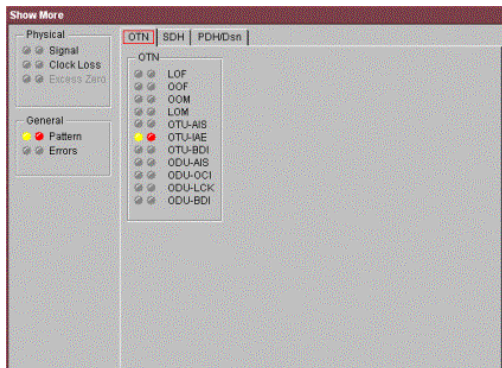 Show More
Physical
Signal
Clock Loss
Excess Zero
General
Pattern
Errors
OTN SDH PDH/Dsn
OTN
LOF
OOF
OOM
LOM
OTU-AIS
OTU-IAE
OTU-BDI
ODU-AIS
ODU-OCI
ODU-LCK
ODU-BDI